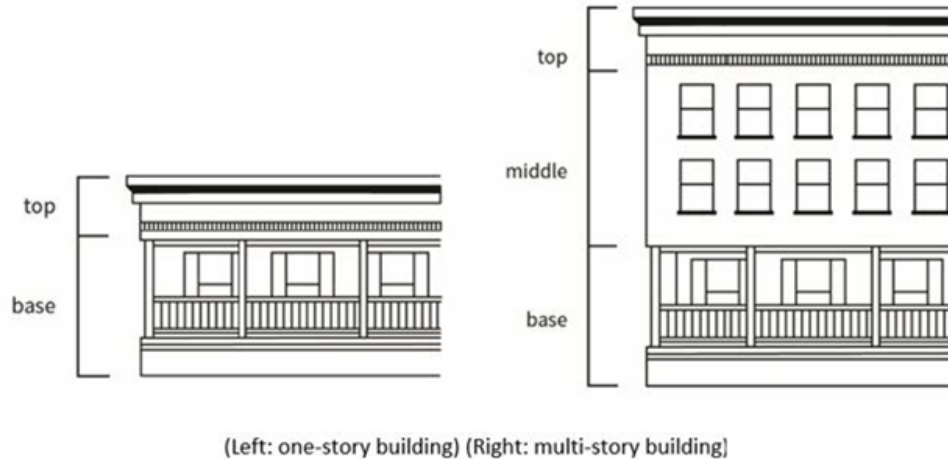 top
base
top
middle
base
(Left: one-story building) (Right: multi-story building]